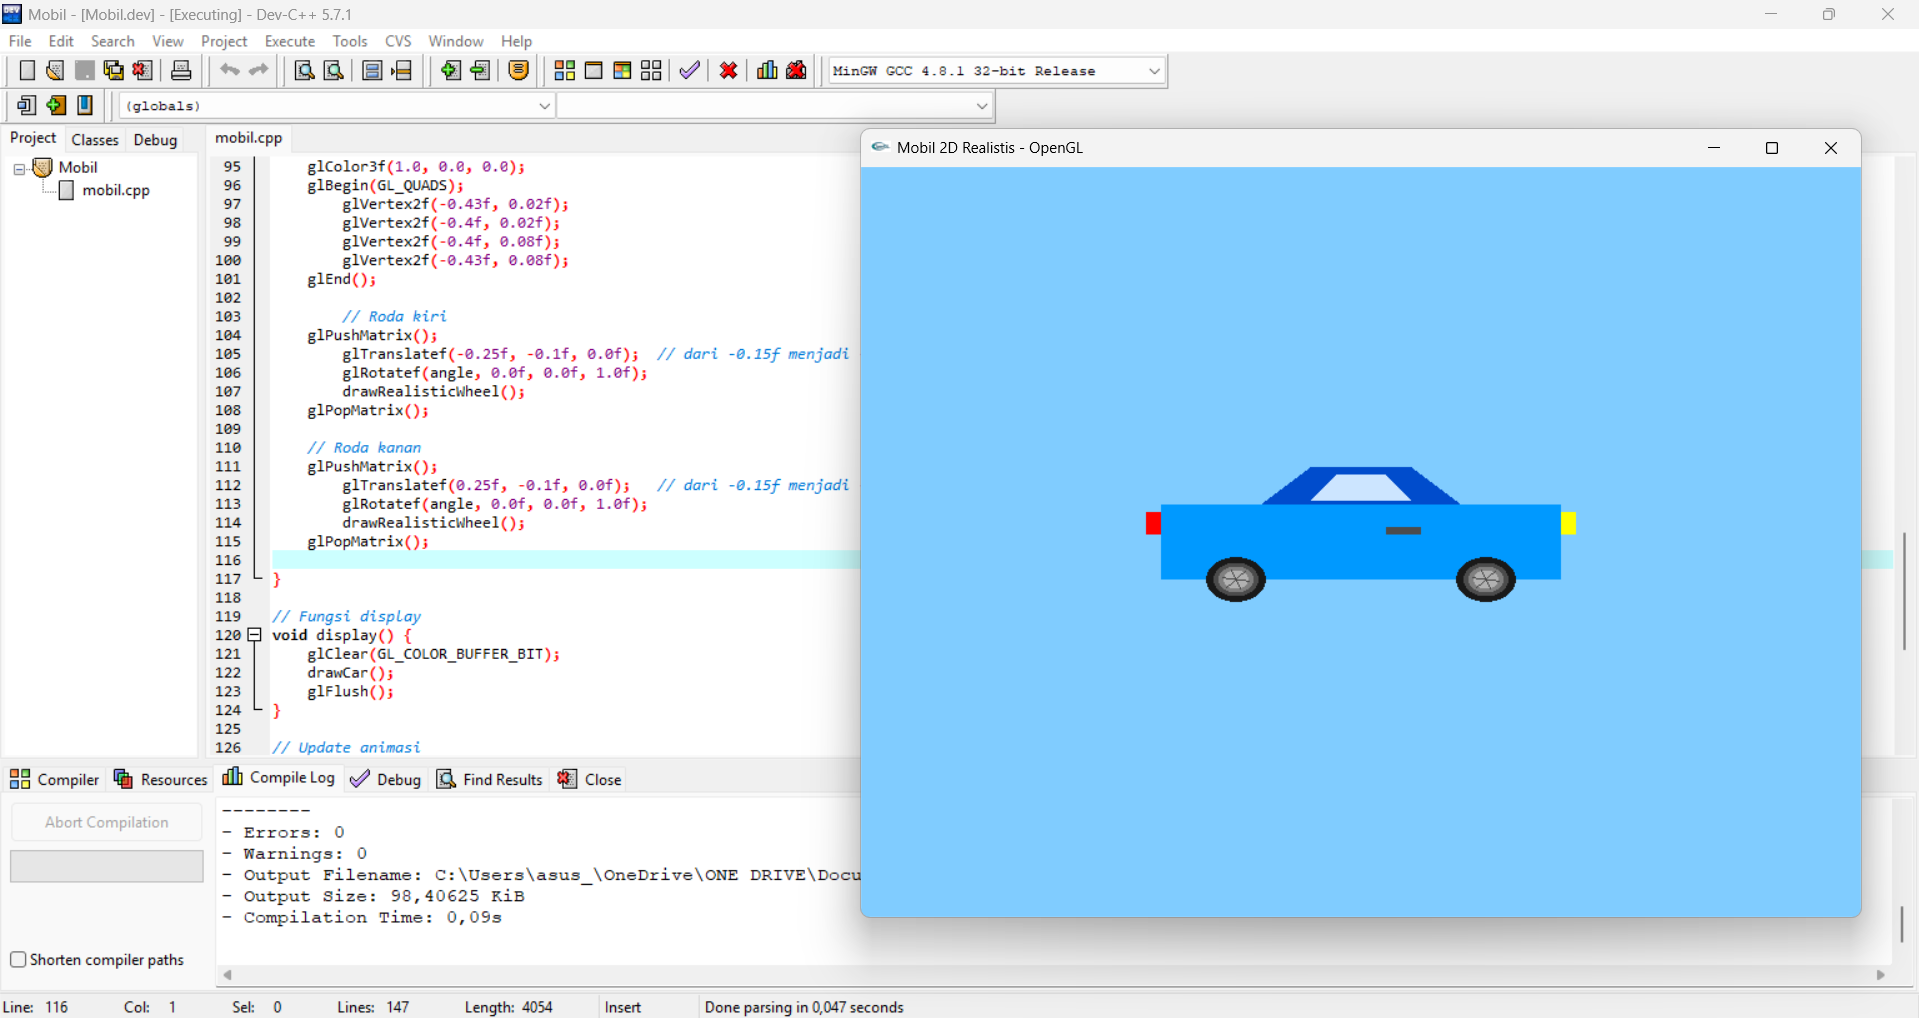 Mobil - [Mobil.dev] - [Executing] - Dev-C++ 5.7.1
File Edit Search View Project Execute Tools CVS Window Help
MinGW GCC 4.8.1 32-bit Release
(globals)
Project Classes Debug
mobil.cpp
Mobil
mobil.cpp
95 glColor3f(1.0, 0.0, 0.0);
96 glBegin(GL_QUADS);
97 glVertex2f(-0.43f, 0.02f);
98 glVertex2f(-0.4f, 0.02f);
99 glVertex2f(-0.4f, 0.08f);
100 glVertex2f(-0.43f, 0.08f);
101 glEnd();
102
103 // Roda kiri
104 glPushMatrix();
105 glTranslatef(-0.25f, -0.1f, 0.0f); // dari -0.15f menjadi
106 glRotatef(angle, 0.0f, 0.0f, 1.0f);
107 drawRealisticWheel();
108 glPopMatrix();
109
110 // Roda kanan
111 glPushMatrix();
112 glTranslatef(0.25f, -0.1f, 0.0f); // dari -0.15f menjadi
113 glRotatef(angle, 0.0f, 0.0f, 1.0f);
114 drawRealisticWheel();
115 glPopMatrix();
116
117 }
118
119 // Fungsi display
120 void display() {
121 glClear(GL_COLOR_BUFFER_BIT);
122 drawCar();
123 glFlush();
124 }
125
126 // Update animasi
Mobil 2D Realistis - OpenGL
Compiler Resources Compile Log Debug Find Results Close
Abort Compilation
Shorten compiler paths
--------
- Errors: 0
- Warnings: 0
- Output Filename: C:\Users\asus_\OneDrive\ONE DRIVE\Docu
- Output Size: 98,40625 KiB
- Compilation Time: 0,09s
Line: 116 Col: 1 Sel: 0 Lines: 147 Length: 4054 Insert Done parsing in 0,047 seconds